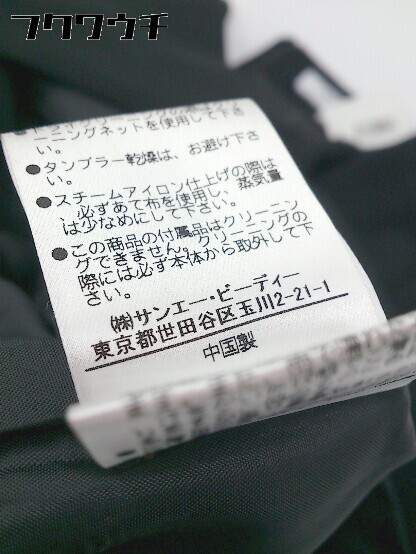 フクワウチ
ーニングネットを使用して下さ
い。
●タンブラー乾燥は、お避け下さ
い。
●スチームアイロン仕上げの際は
、必ずあて布を使用し、蒸気量
は少なめにして下さい。
●この商品の付属品はクリーニン
グできません。クリーニングの
際には必ず本体から取外して下
さい。
㈱サンエー・ビーディー
東京都世田谷区玉川2-21-1
中国製